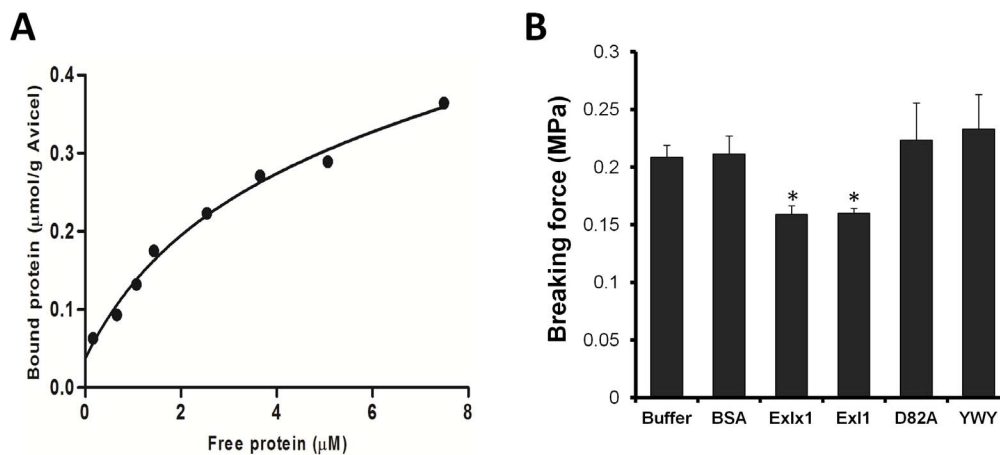 A
Bound protein (μmol/g Avicel)
0.4
0.3
0.2
0.1
0.0
0
2
4
6
8
Free protein (μM)
B
Breaking force (MPa)
0.3
0.25
0.2
0.15
0.1
0.05
0
*
*
Buffer
BSA
Exlx1
Exl1
D82A
YWY